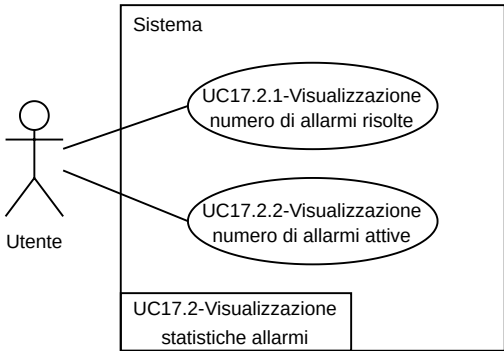 Sistema
UC17.2.1-Visualizzazione
numero di allarmi risolte
UC17.2.2-Visualizzazione
numero di allarmi attive
Utente
UC17.2-Visualizzazione
statistiche allarmi